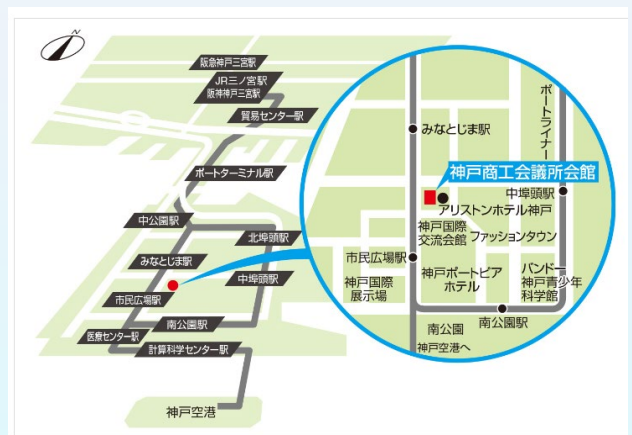 N
阪急神戸三宮駅
JR三ノ宮駅
阪神神戸三宮駅
貿易センター駅
ポートターミナル駅
中公園駅
北埠頭駅
みなとじま駅
中埠頭駅
市民広場駅
南公園駅
医療センター駅
計算科学センター駅
神戸空港
ポートライナー
みなとじま駅
神戸商工会議所会館
中埠頭駅
アリストンホテル神戸
神戸国際
交流会館
ファッションタウン
市民広場駅
神戸国際
展示場
神戸ポートピア
ホテル
バンドー
神戸青少年
科学館
南公園駅
南公園
神戸空港へ